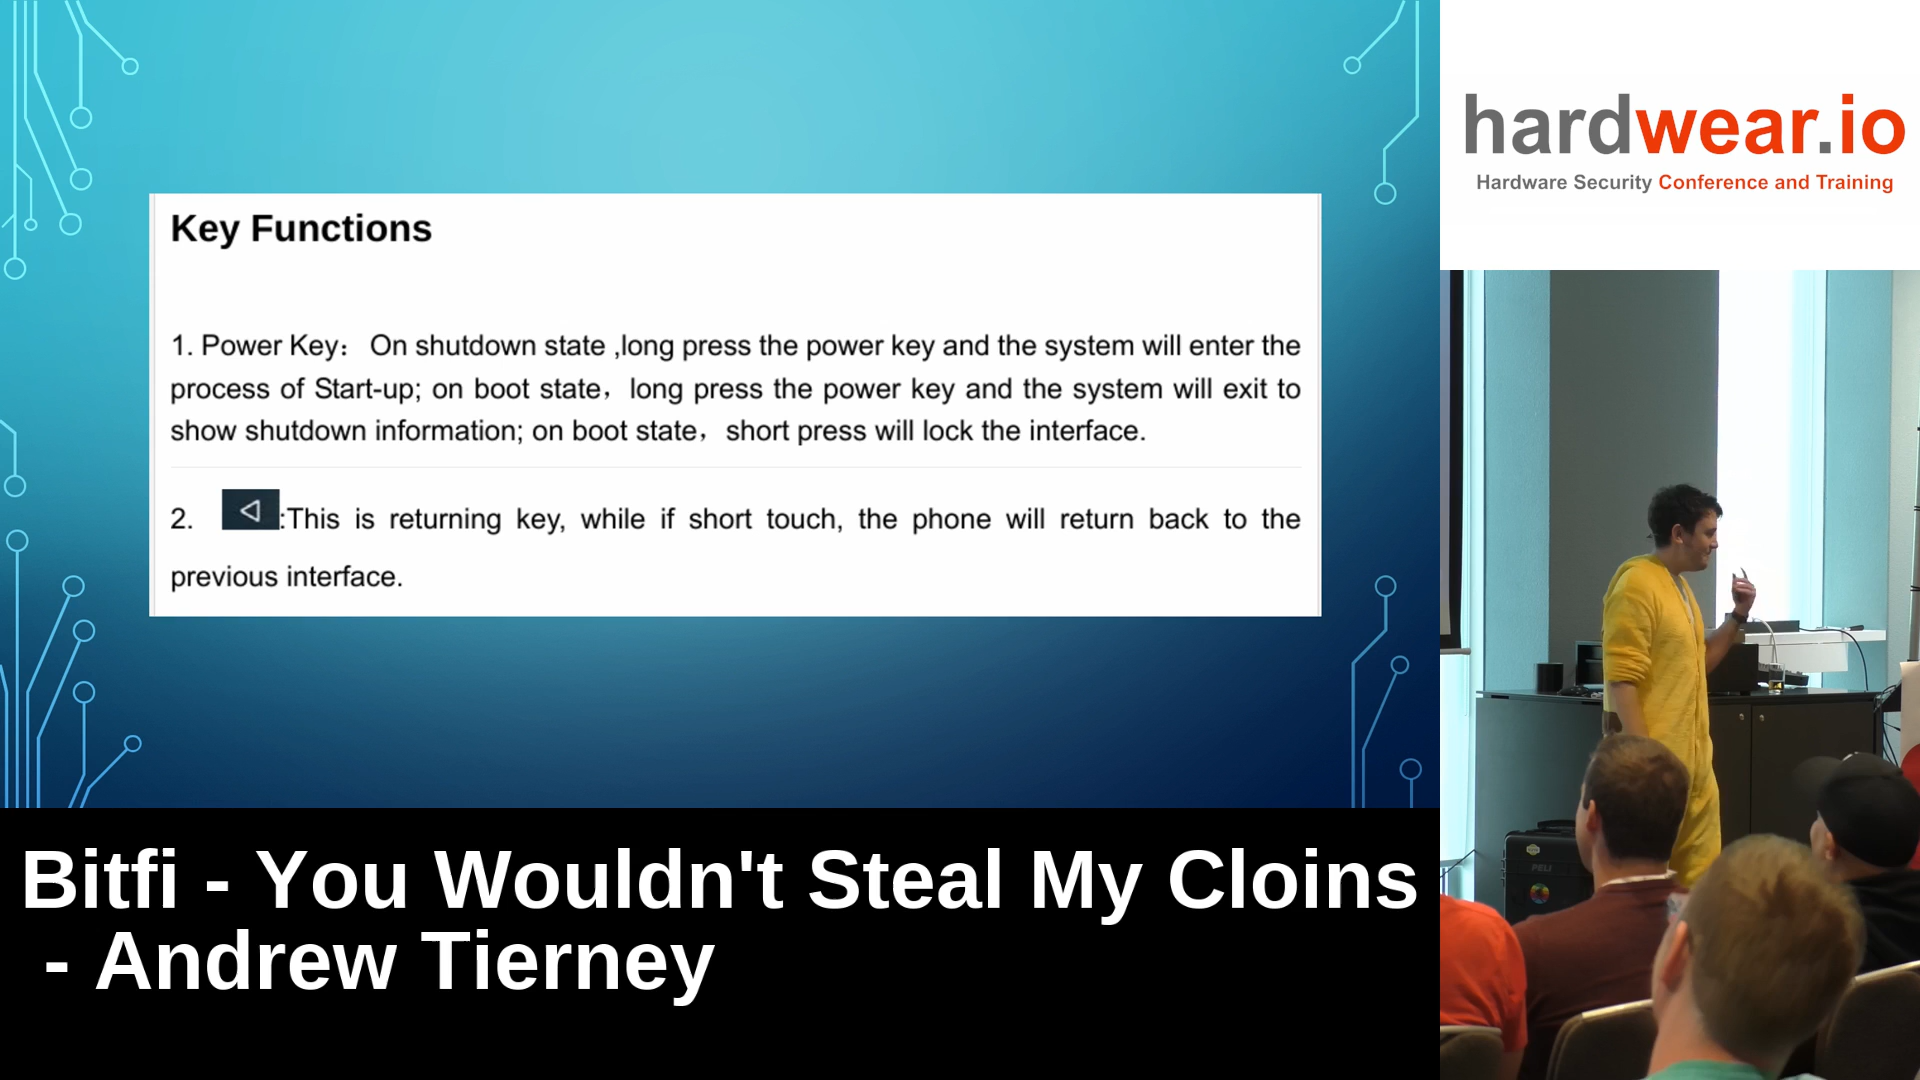 hardwear.io
Hardware Security Conference and Training
Key Functions
1. Power Key： On shutdown state ,long press the power key and the system will enter the
process of Start-up; on boot state，long press the power key and the system will exit to
show shutdown information; on boot state，short press will lock the interface.
2. :This is returning key, while if short touch, the phone will return back to the
previous interface.
PELI
Bitfi - You Wouldn't Steal My Cloins
- Andrew Tierney